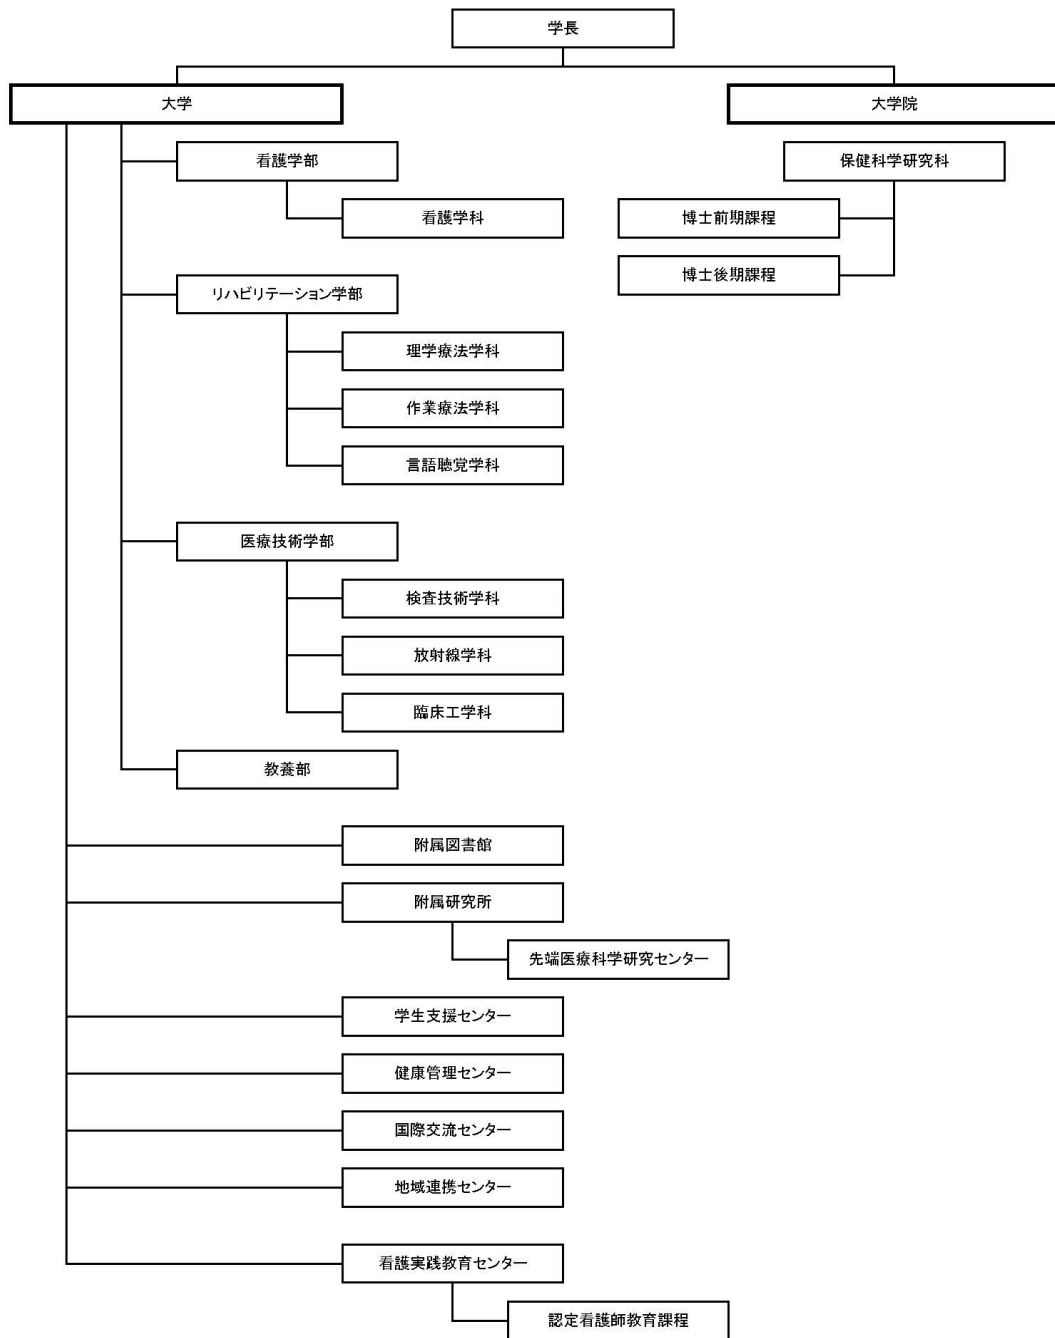 学長
大学
大学院
看護学部
保健科学研究科
看護学科
博士前期課程
博士後期課程
リハビリテーション学部
理学療法学科
作業療法学科
言語聴覚学科
医療技術学部
検査技術学科
放射線学科
臨床工学科
教養部
附属図書館
附属研究所
先端医療科学研究センター
学生支援センター
健康管理センター
国際交流センター
地域連携センター
看護実践教育センター
認定看護師教育課程